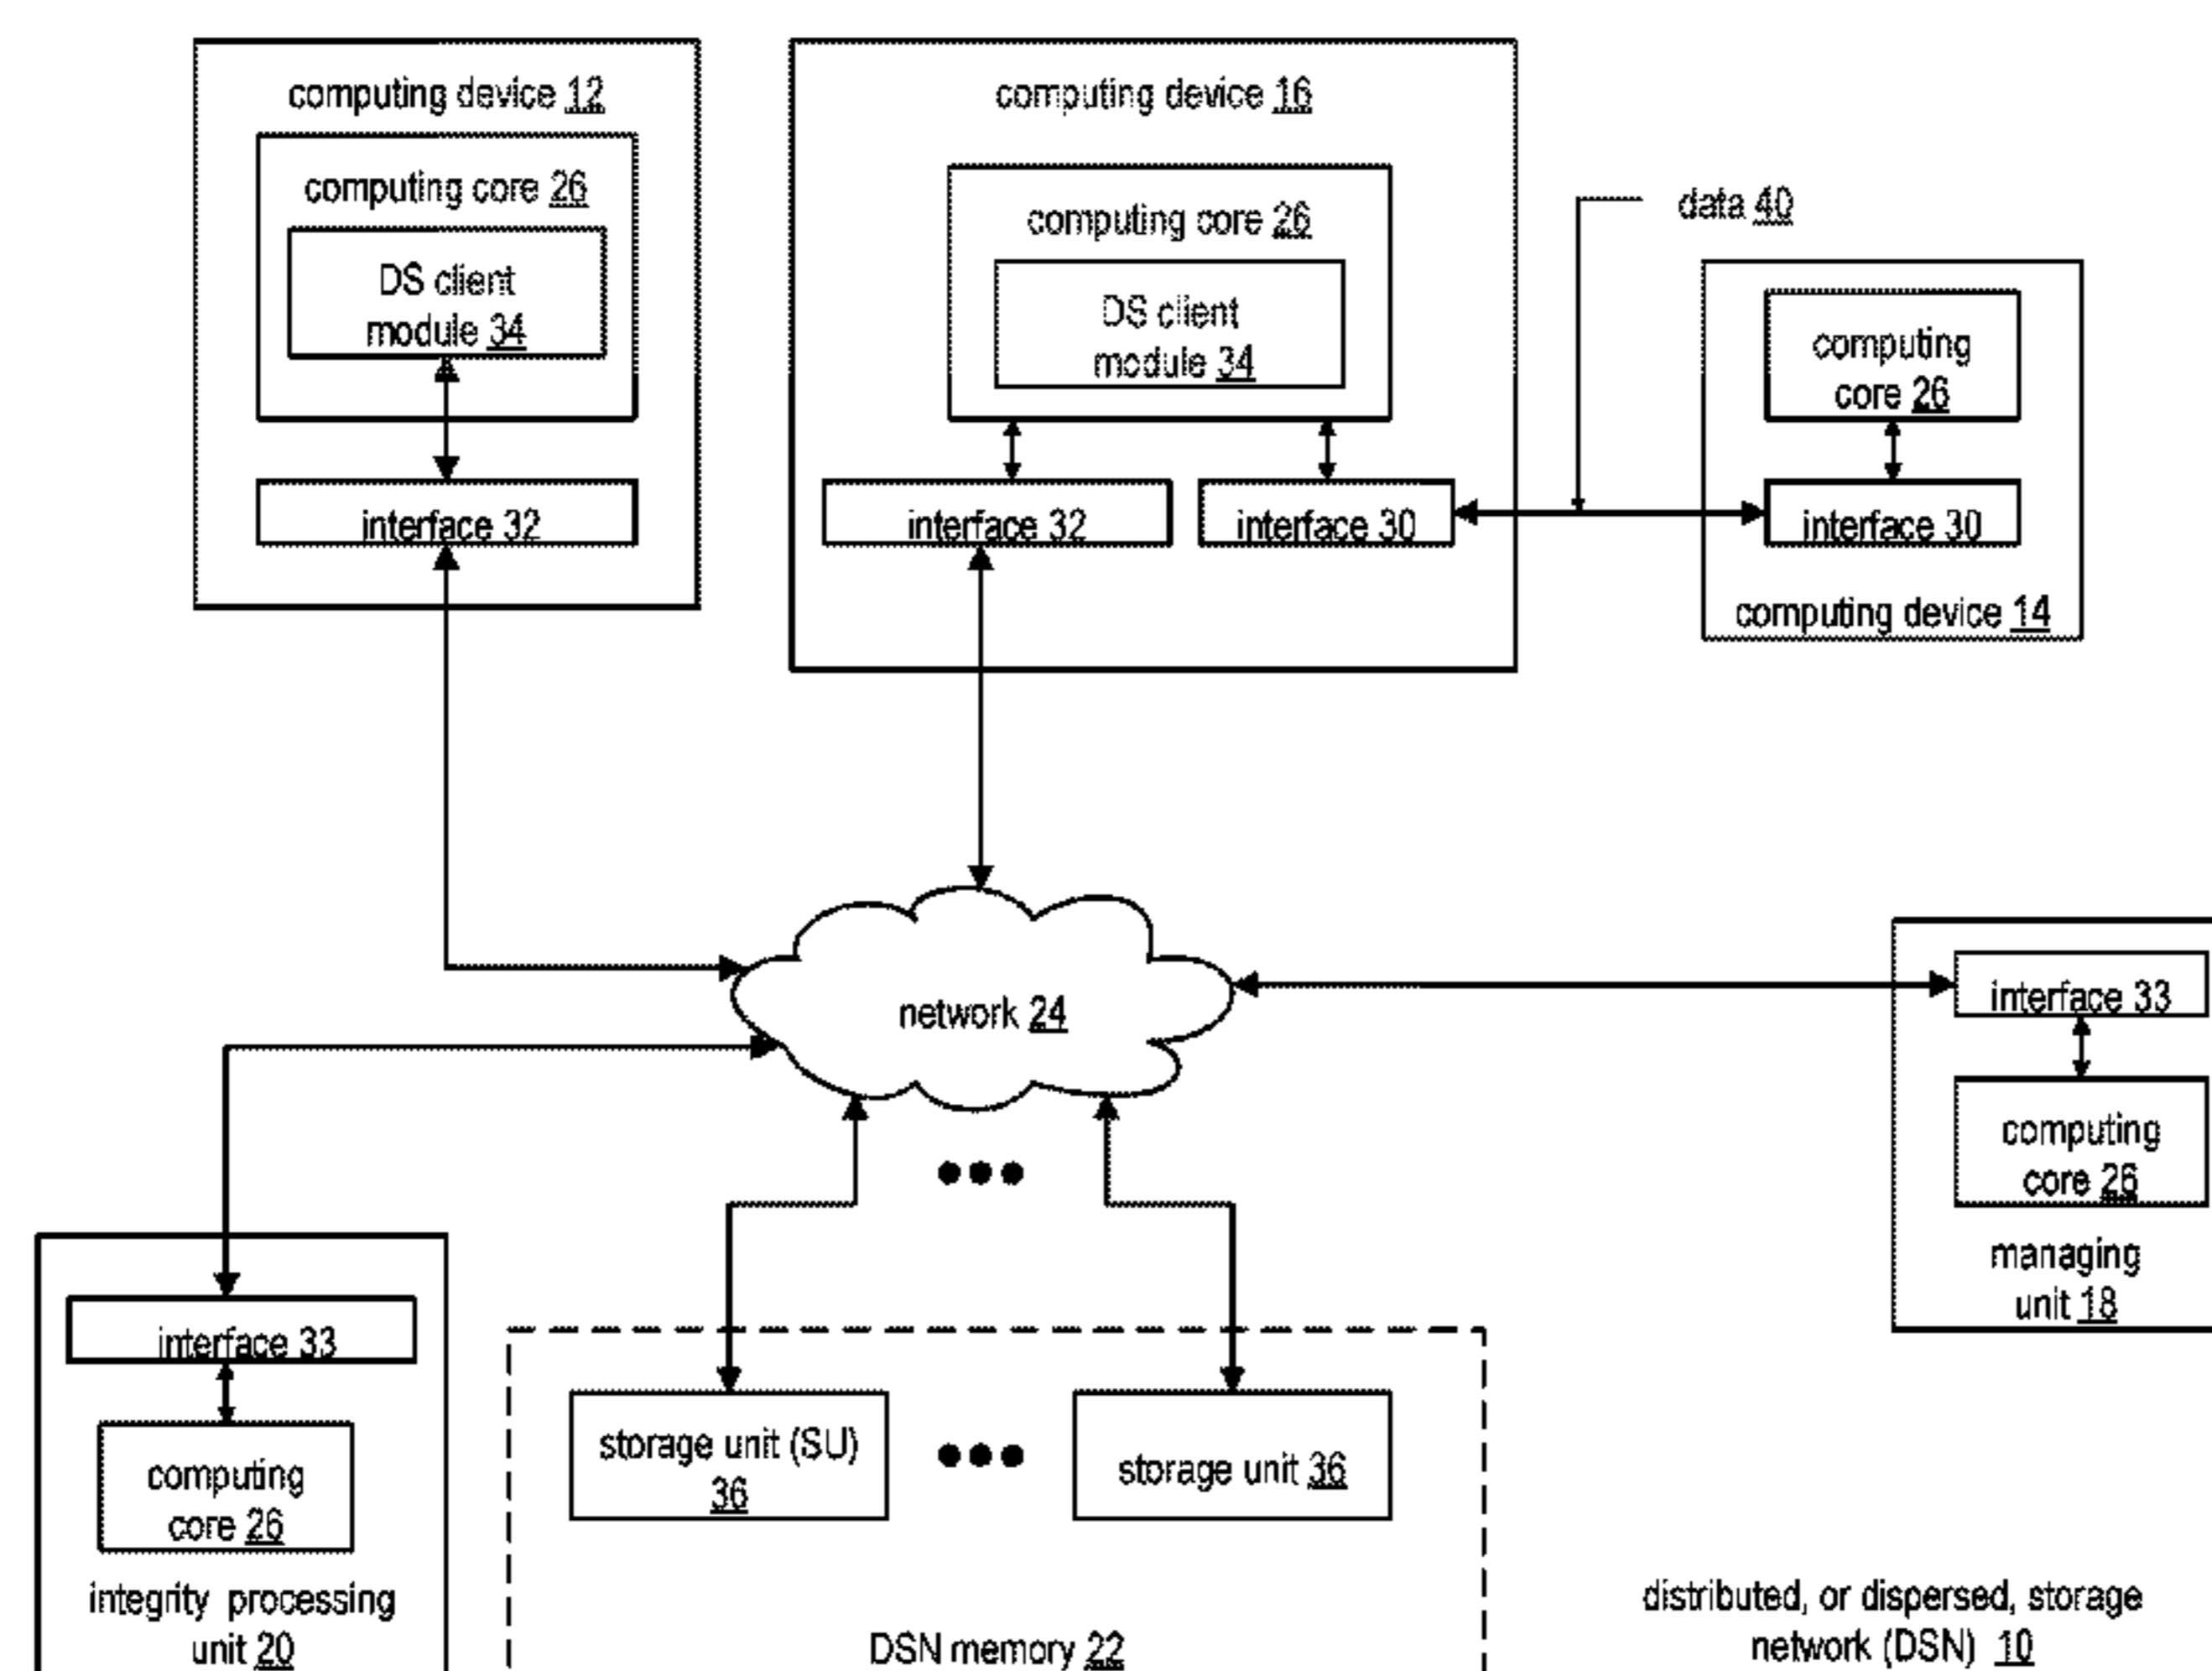 computing device 12
computing core 26
DS client
module 34
interface 32
computing device 16
computing core 26
DS client
module 34
interface 32
interface 30
data 40
computing
core 26
interface 30
computing device 14
network 24
interface 33
computing
core 26
managing
unit 18
interface 33
computing
core 26
integrity processing
unit 20
storage unit (SU)
36
storage unit 36
DSN memory 22
distributed, or dispersed, storage
network (DSN) 10